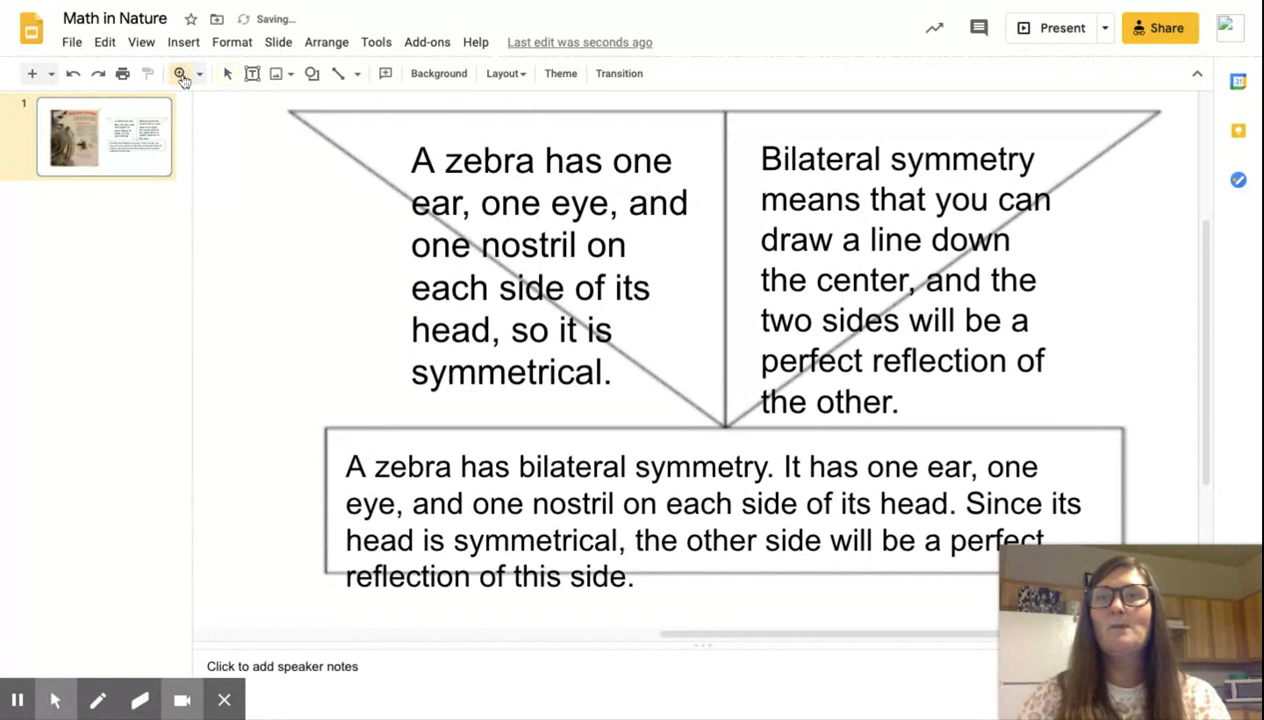 Math in Nature
Saving...
File Edit View Insert Format Slide Arrange Tools Add-ons Help Last edit was seconds ago
Present
Share
Background Layout Theme Transition
1
31
A zebra has one
ear, one eye, and
one nostril on
each side of its
head, so it is
symmetrical.
Bilateral symmetry
means that you can
draw a line down
the center, and the
two sides will be a
perfect reflection of
the other.
A zebra has bilateral symmetry. It has one ear, one
eye, and one nostril on each side of its head. Since its
head is symmetrical, the other side will be a perfect
reflection of this side.
Click to add speaker notes